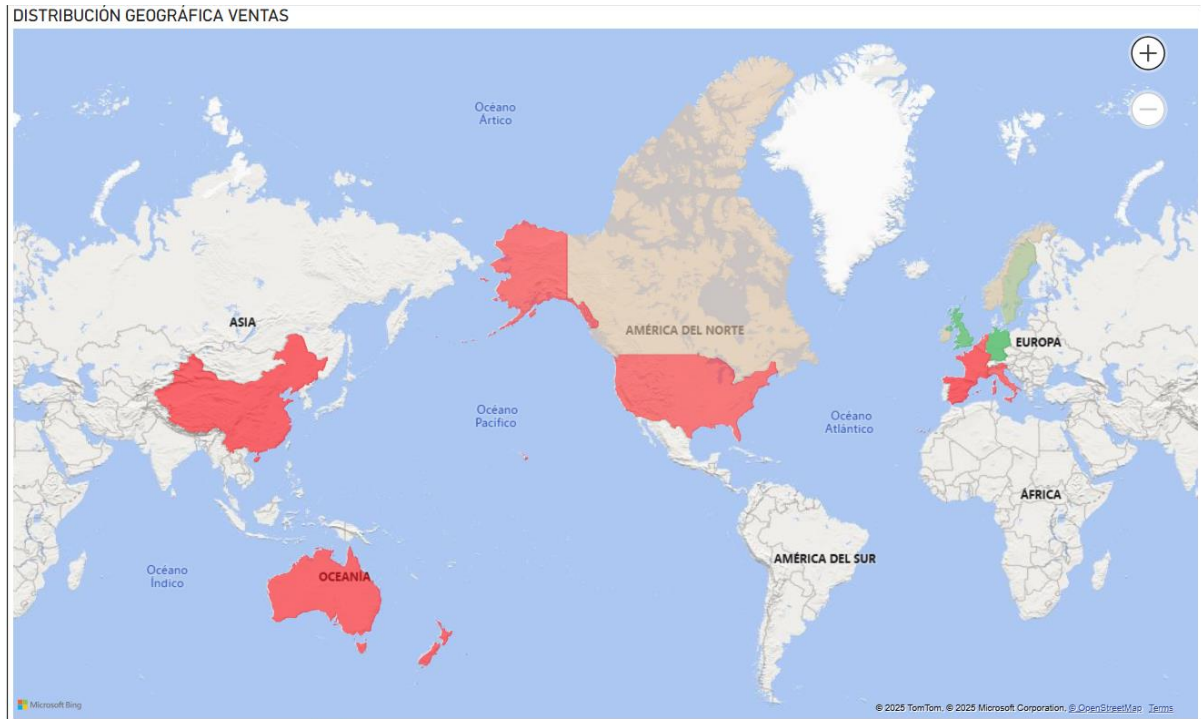 DISTRIBUCIÓN GEOGRÁFICA VENTAS
Océano
Ártico
ASIA
AMÉRICA DEL NORTE
EUROPA
Océano
Pacífico
Océano
Atlántico
ÁFRICA
AMÉRICA DEL SUR
Océano
Índico
OCEANÍA
Microsoft Bing
© 2025 TomTom, © 2025 Microsoft Corporation, © OpenStreetMap Terms